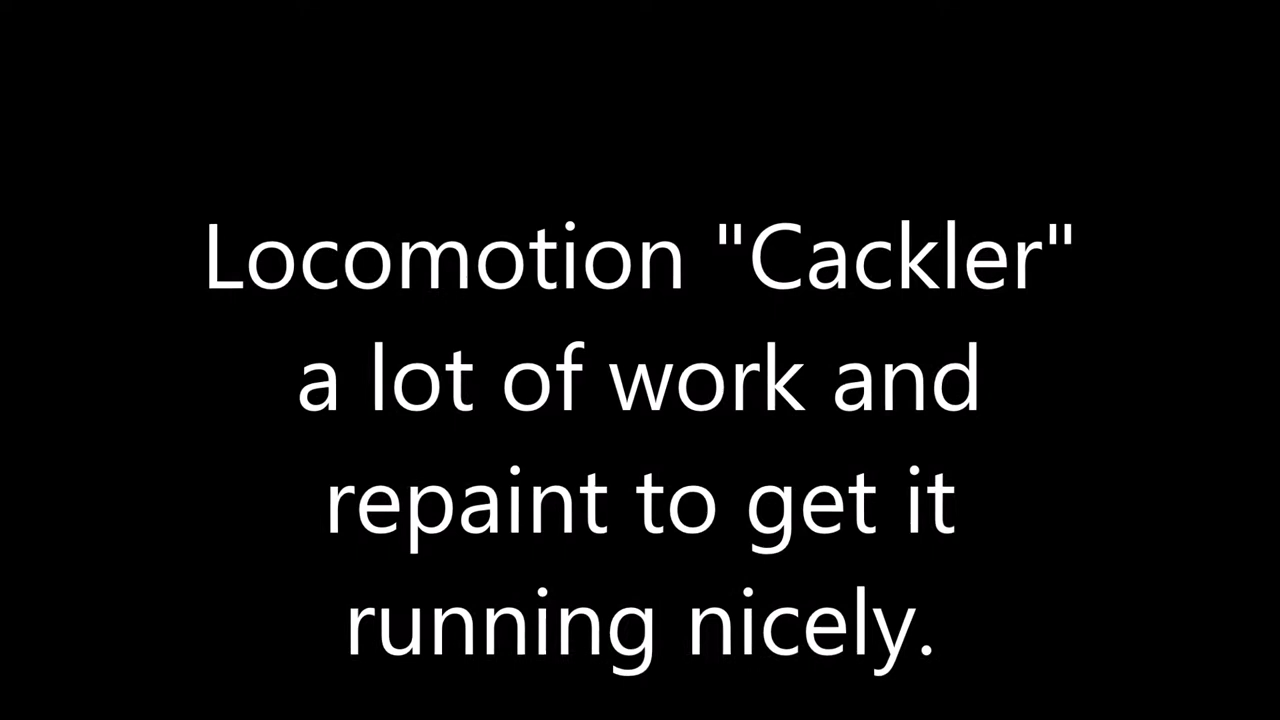 Locomotion "Cackler"
a lot of work and
repaint to get it
running nicely.